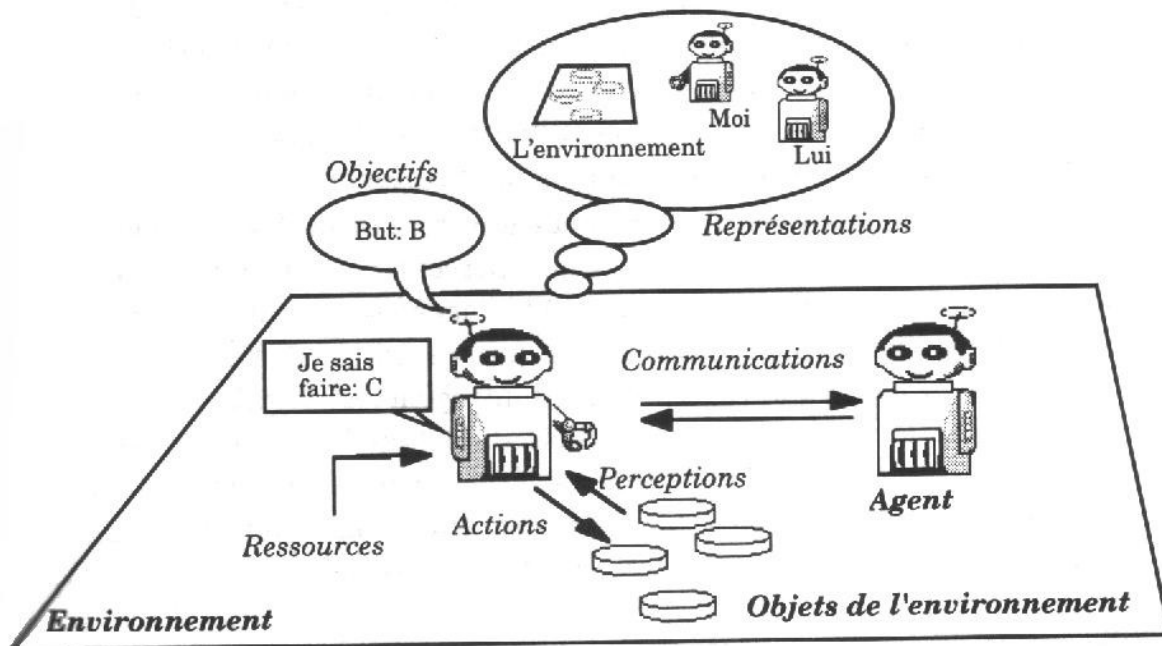 Moi
L'environnement
Lui
Objectifs
But: B
Représentations
Je sais
faire: C
Communications
Perceptions
Agent
Actions
Ressources
Objets de l'environnement
Environnement